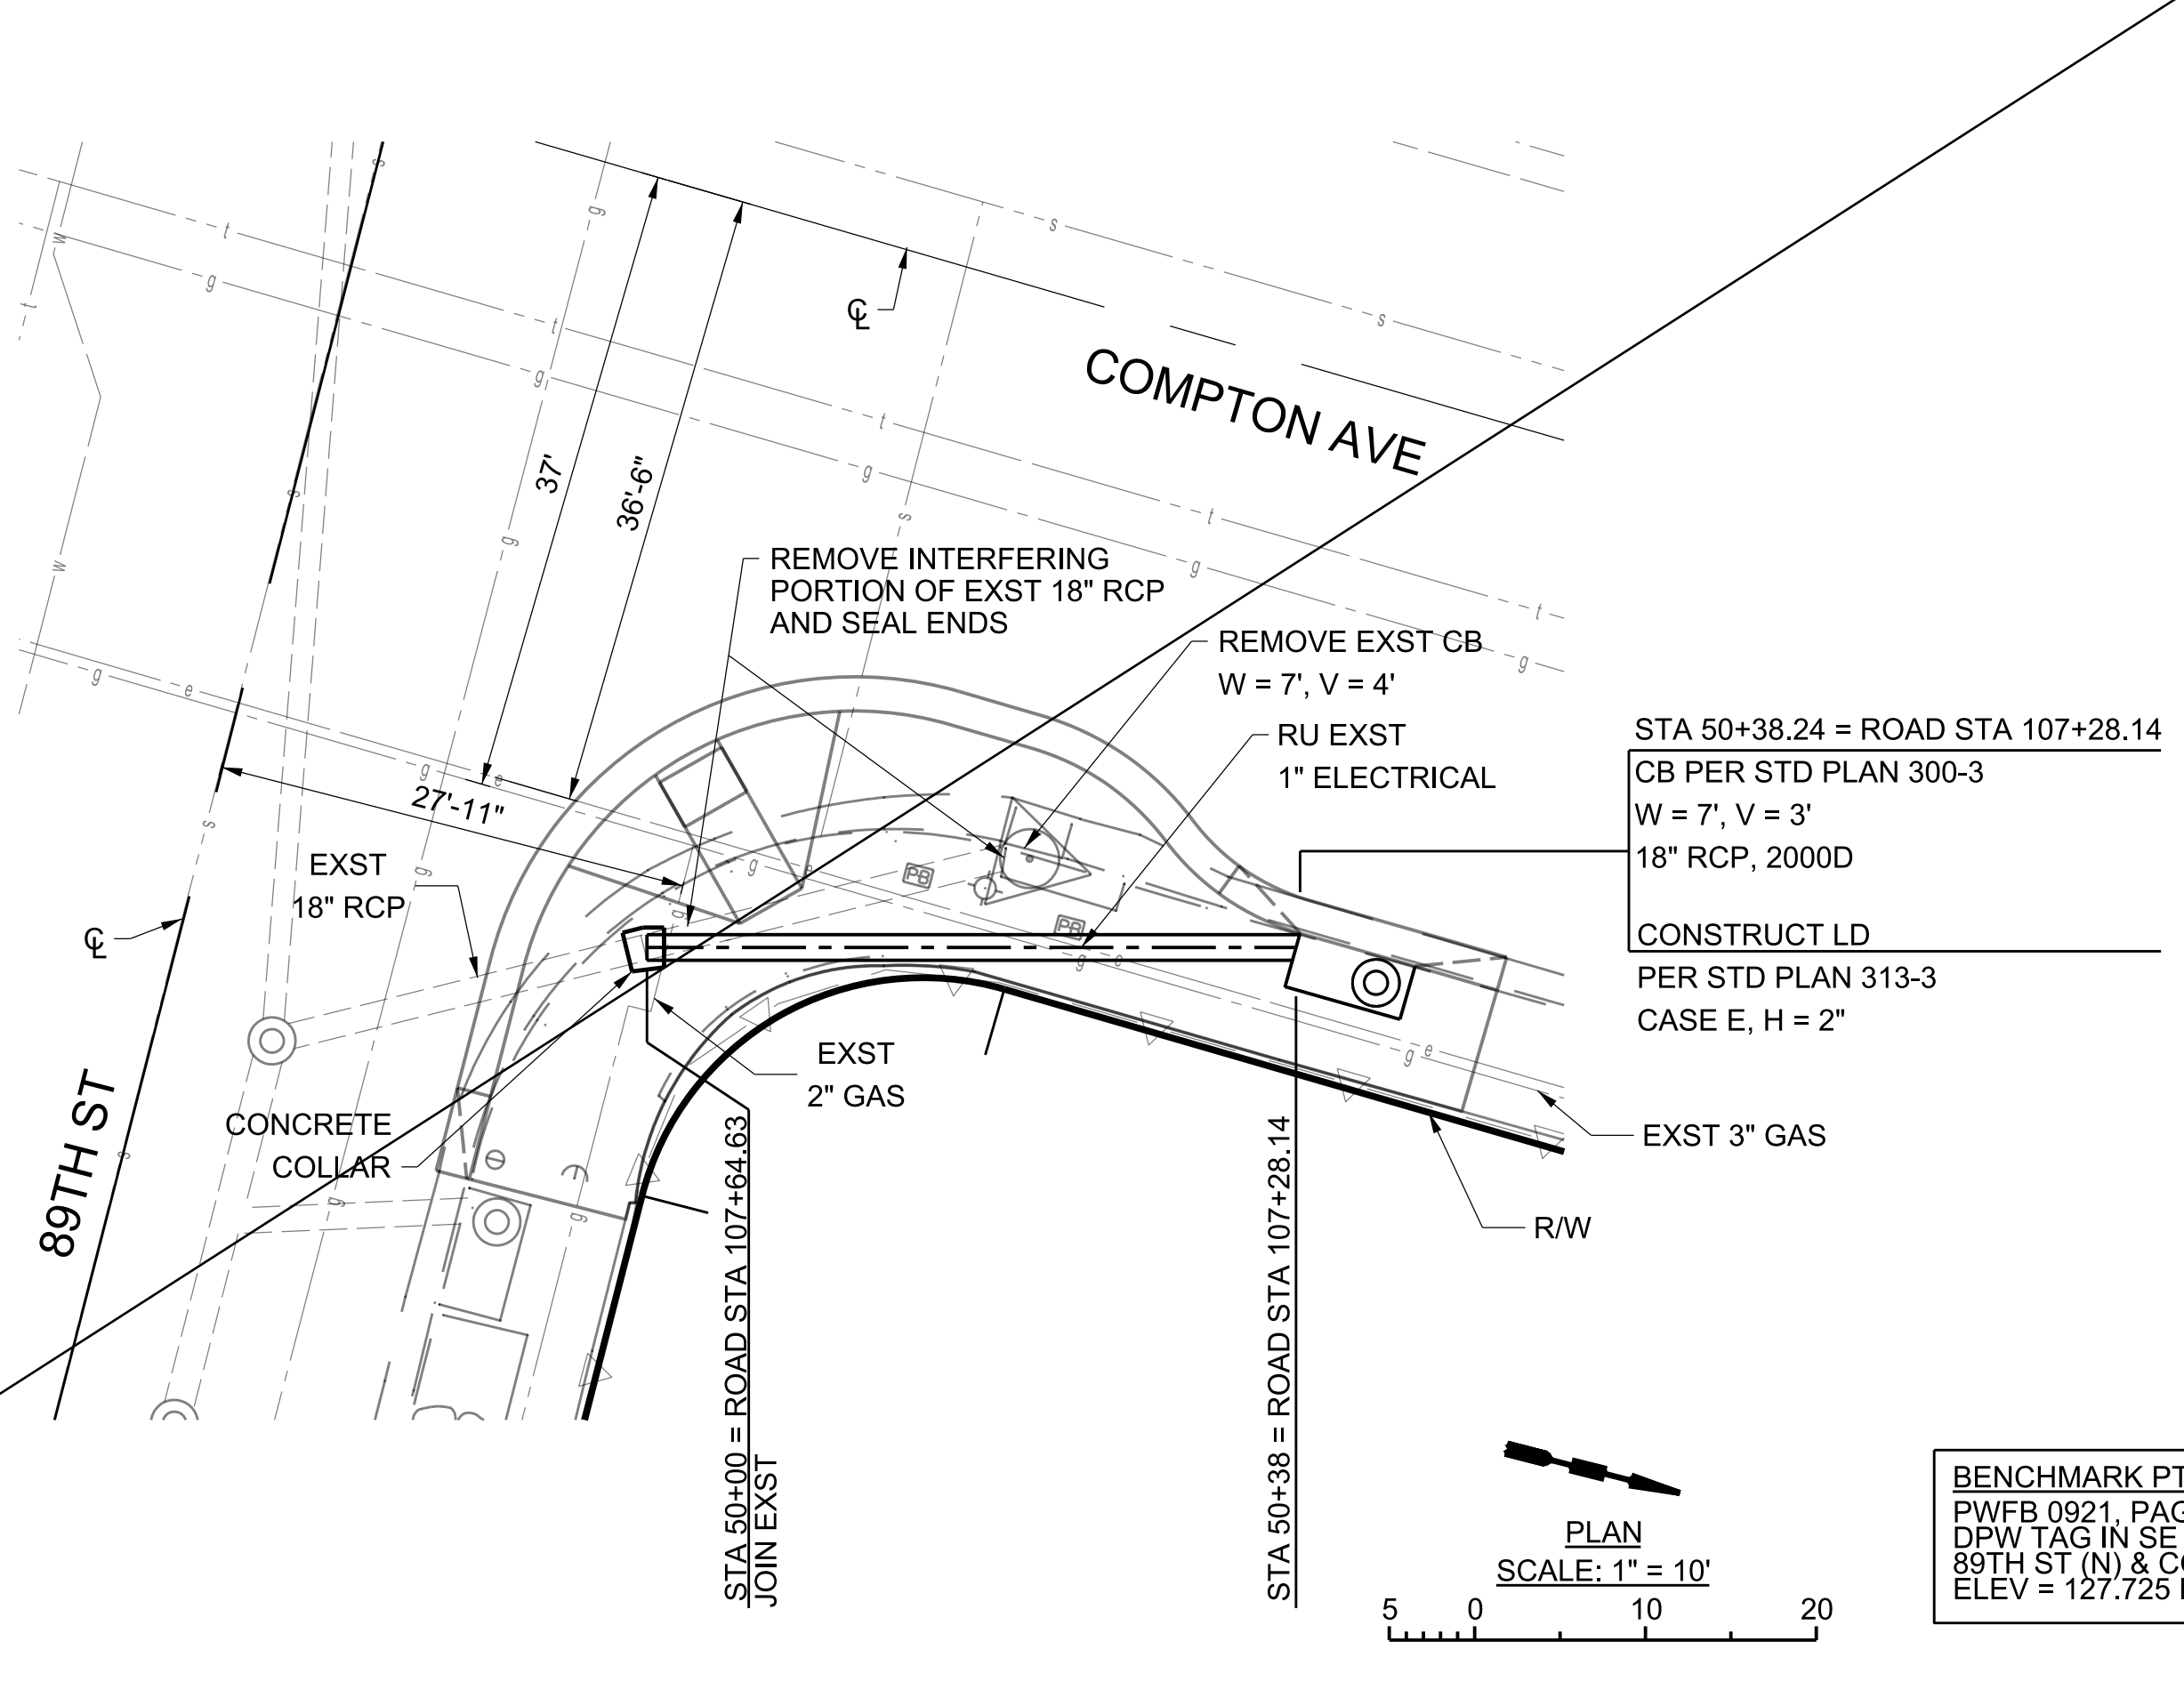 COMPTON AVE
℄
37'
36'-6"
REMOVE INTERFERING
PORTION OF EXST 18" RCP
AND SEAL ENDS
REMOVE EXST CB
W = 7', V = 4'
RU EXST
1" ELECTRICAL
STA 50+38.24 = ROAD STA 107+28.14
CB PER STD PLAN 300-3
W = 7', V = 3'
18" RCP, 2000D
CONSTRUCT LD
PER STD PLAN 313-3
CASE E, H = 2"
27'-11"
EXST
18" RCP
℄
PB
PB
EXST
2" GAS
CONCRETE
COLLAR
89TH ST
EXST 3" GAS
R/W
STA 50+00 = ROAD STA 107+64.63
JOIN EXST
STA 50+38 = ROAD STA 107+28.14
PLAN
SCALE: 1" = 10'
5 0 10 20
BENCHMARK PT
PWFB 0921, PAG
DPW TAG IN SE
89TH ST (N) & CO
ELEV = 127.725